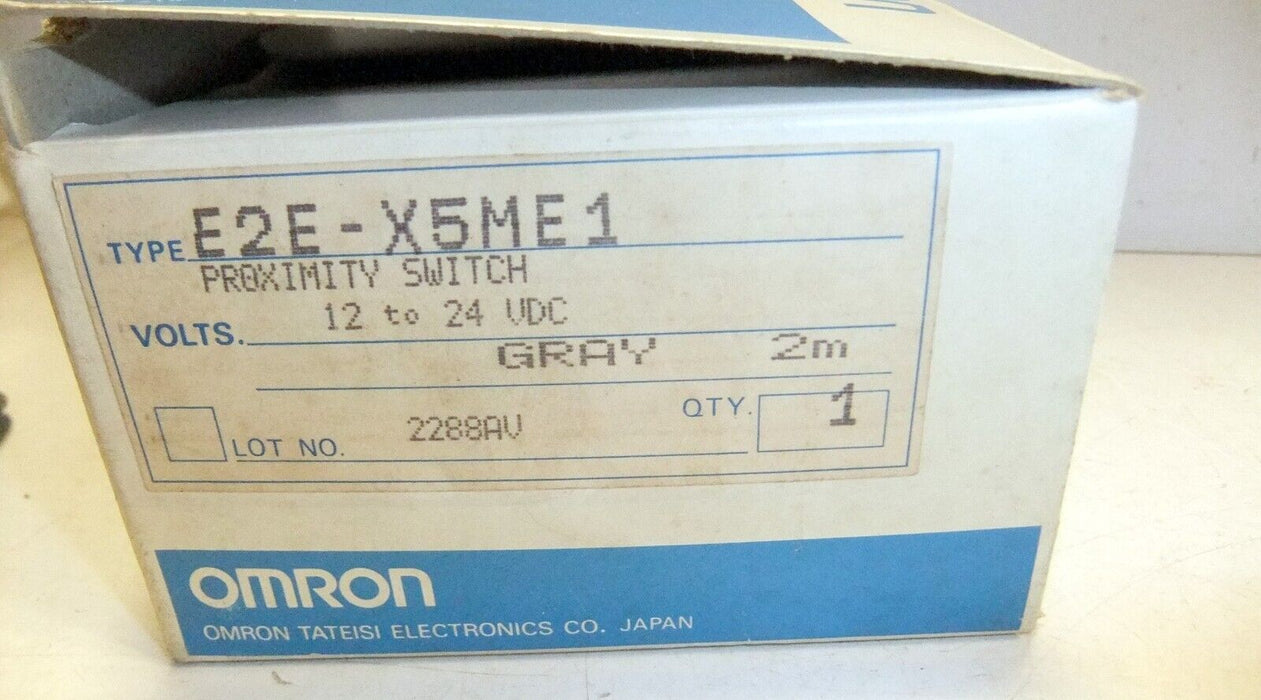 TYPE E2E-X5ME1
PROXIMITY SWITCH
VOLTS. 12 to 24 VDC
GRAY 2m
LOT NO. 2288AV QTY. 1
OMRON
OMRON TATEISI ELECTRONICS CO. JAPAN